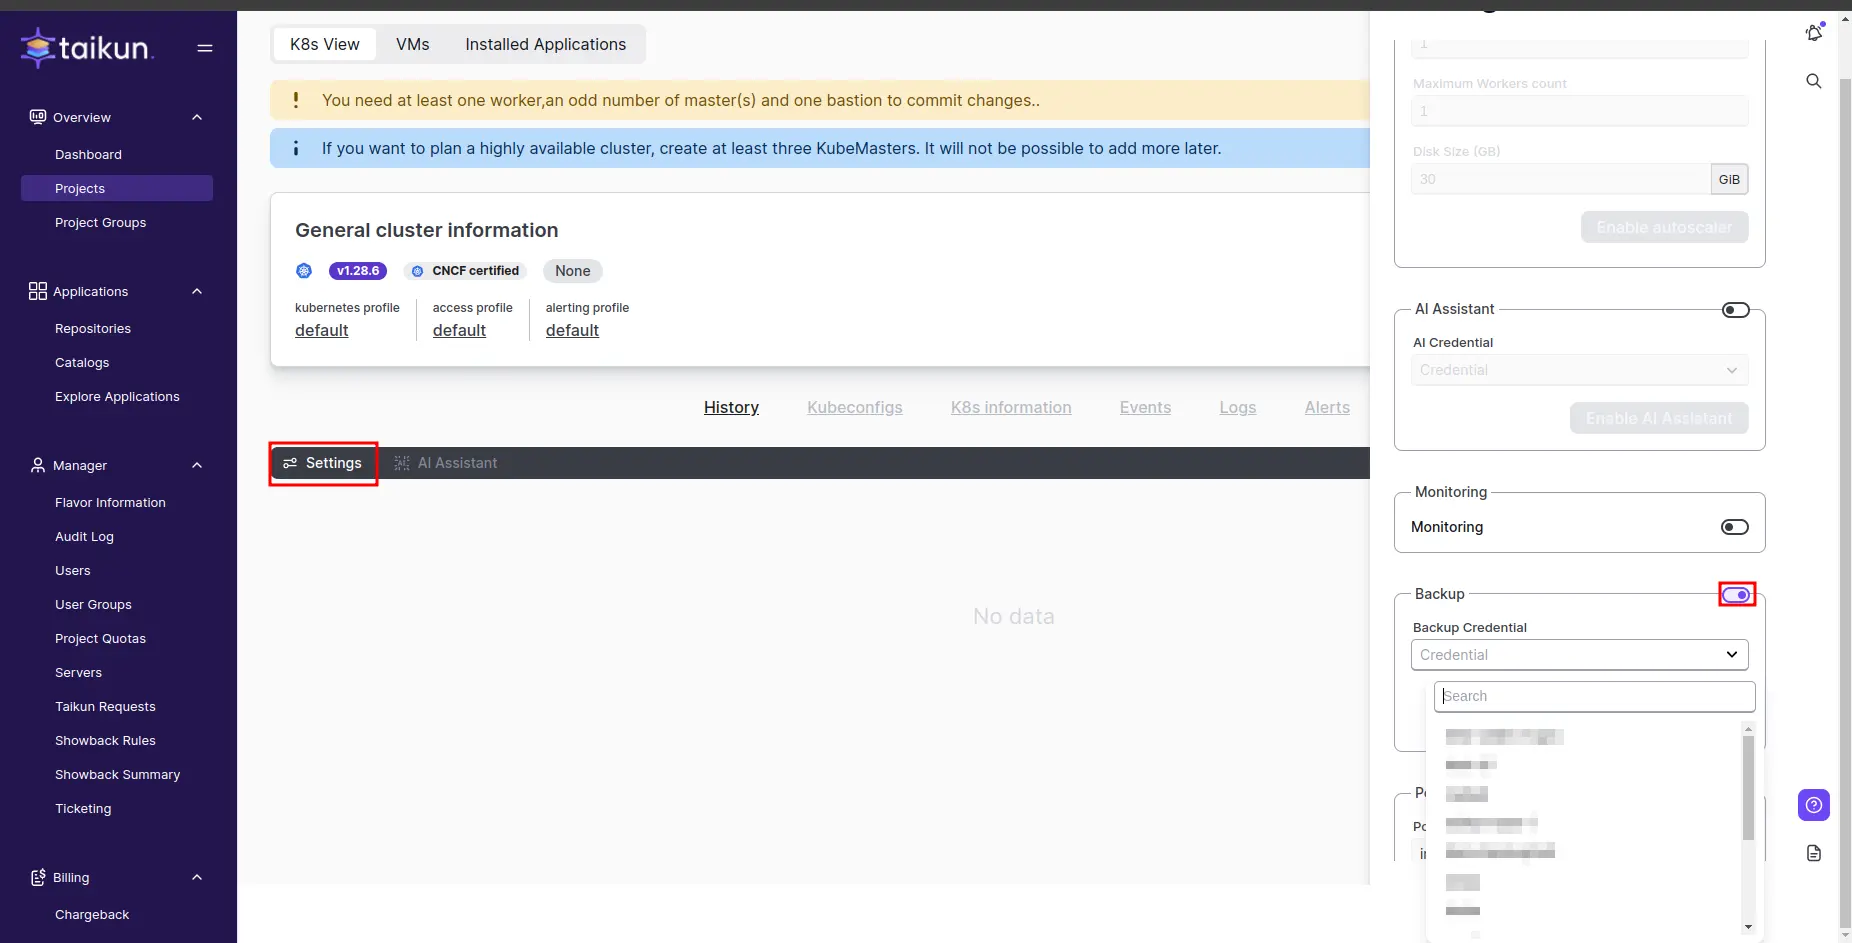 taikun.
Overview
Dashboard
Projects
Project Groups
Applications
Repositories
Catalogs
Explore Applications
Manager
Flavor Information
Audit Log
Users
User Groups
Project Quotas
Servers
Taikun Requests
Showback Rules
Showback Summary
Ticketing
Billing
Chargeback
K8s View
VMs
Installed Applications
You need at least one worker,an odd number of master(s) and one bastion to commit changes..
If you want to plan a highly available cluster, create at least three KubeMasters. It will not be possible to add more later.
General cluster information
v1.28.6
CNCF certified
None
kubernetes profile
default
access profile
default
alerting profile
default
History
Kubeconfigs
K8s information
Events
Logs
Alerts
Settings
AI Assistant
No data
1
Maximum Workers count
1
Disk Size (GB)
30
GiB
Enable autoscaler
AI Assistant
AI Credential
Credential
Enable AI Assistant
Monitoring
Monitoring
Backup
Backup Credential
Credential
Search